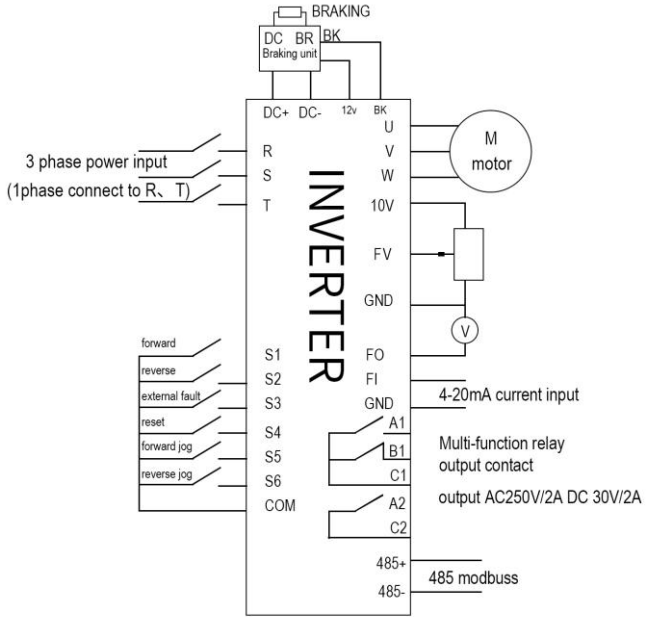 BRAKING
DC BR BK
Braking unit
DC+ DC- 12v BK
U
V
W
M
motor
R
S
T
3 phase power input
(1phase connect to R、T)
INVERTER
10V
FV
GND
V
FO
FI
GND
4-20mA current input
forward
reverse
external fault
reset
forward jog
reverse jog
S1
S2
S3
S4
S5
S6
COM
A1
B1
C1
A2
C2
Multi-function relay
output contact
output AC250V/2A DC 30V/2A
485+
485-
485 modbuss